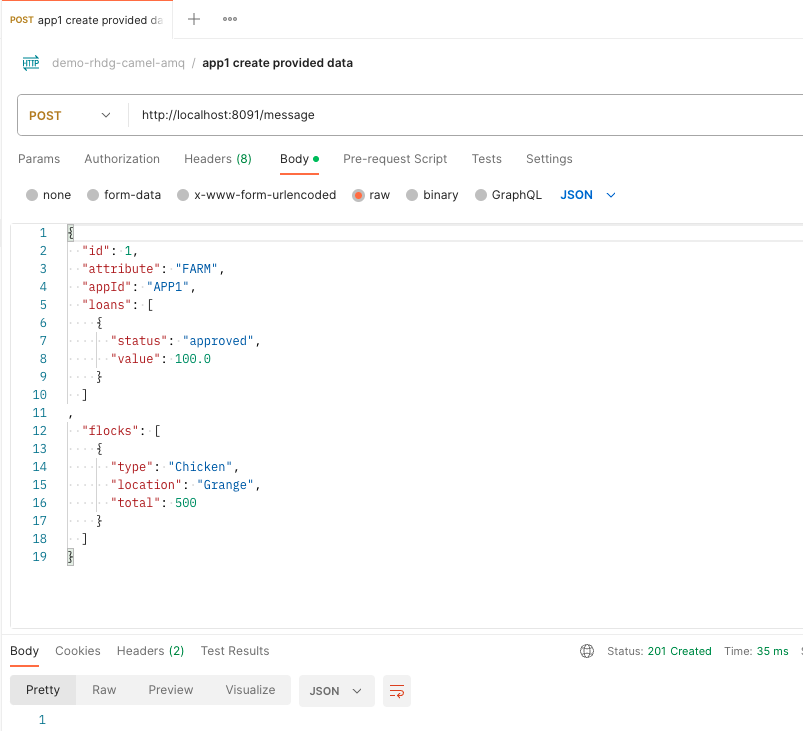 POST app1 create provided da
HTTP demo-rhdg-camel-amq / app1 create provided data
POST http://localhost:8091/message
Params Authorization Headers (8) Body Pre-request Script Tests Settings
none form-data x-www-form-urlencoded raw binary GraphQL JSON
1 {
2 "id": 1,
3 "attribute": "FARM",
4 "appId": "APP1",
5 "loans": [
6 {
7 "status": "approved",
8 "value": 100.0
9 }
10 ]
11 ,
12 "flocks": [
13 {
14 "type": "Chicken",
15 "location": "Grange",
16 "total": 500
17 }
18 ]
19 }
Body Cookies Headers (2) Test Results Status: 201 Created Time: 35 ms
Pretty Raw Preview Visualize JSON
1